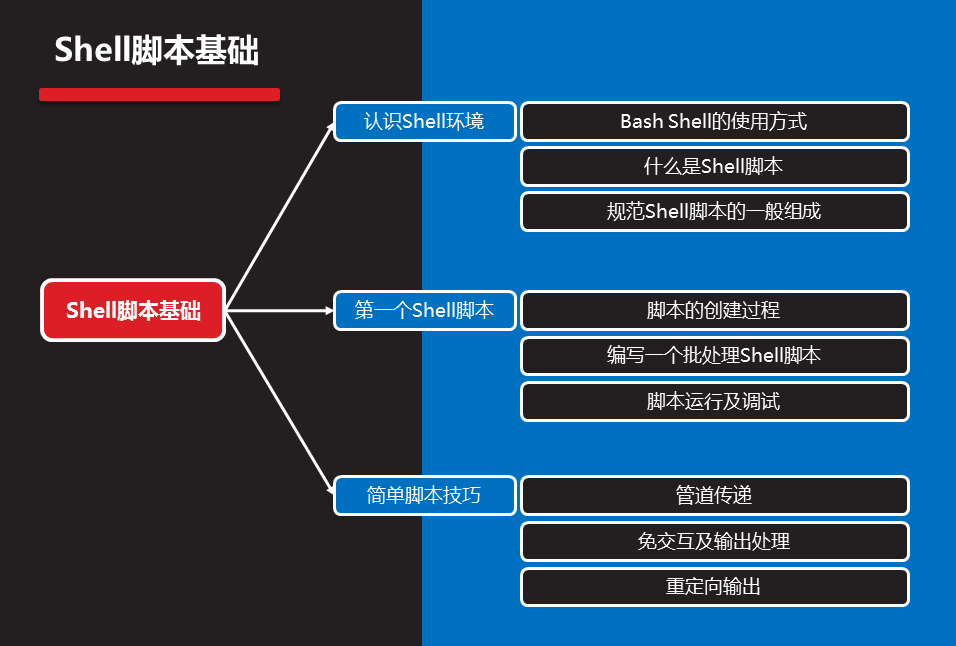 Shell脚本基础
认识Shell环境
Bash Shell的使用方式
什么是Shell脚本
规范Shell脚本的一般组成
Shell脚本基础
第一个Shell脚本
脚本的创建过程
编写一个批处理Shell脚本
脚本运行及调试
简单脚本技巧
管道传递
免交互及输出处理
重定向输出